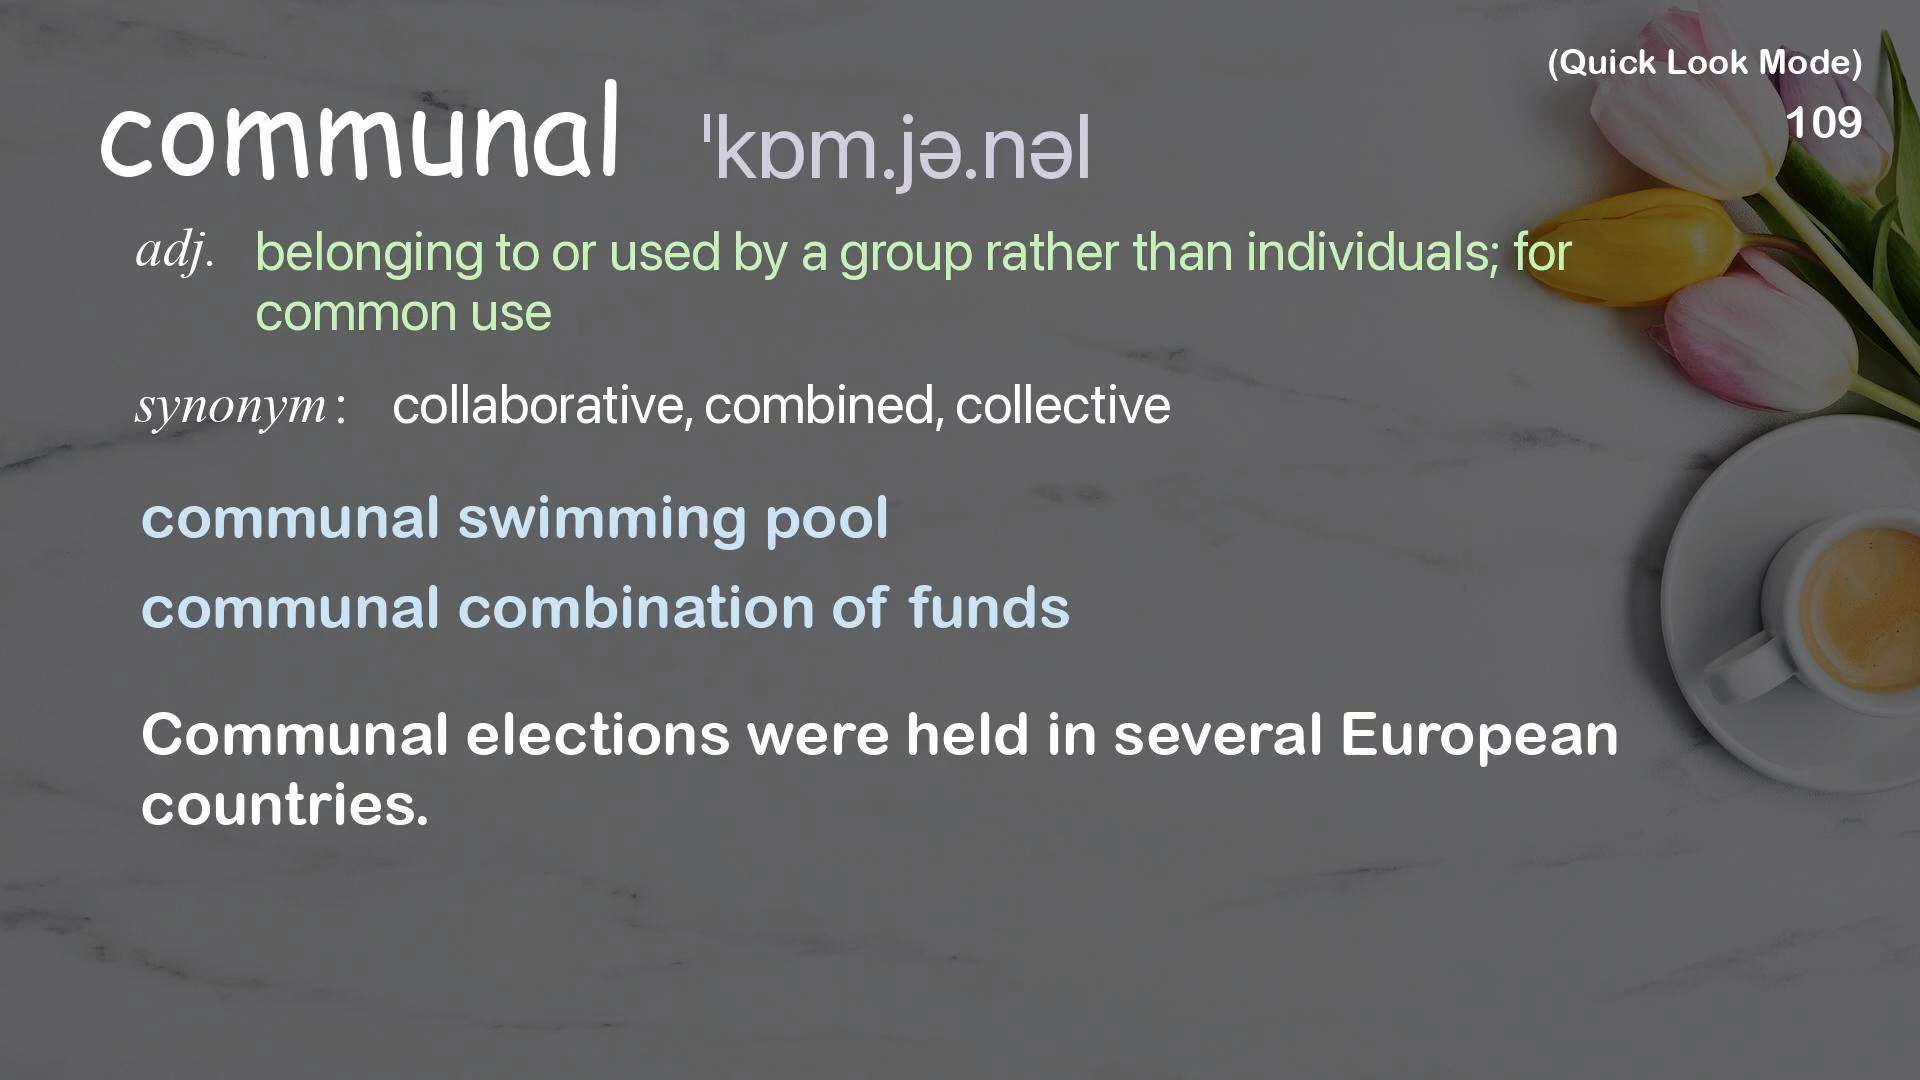 (Quick Look Mode)
109
communal ˈkɒm.jə.nəl
adj. belonging to or used by a group rather than individuals; for
common use
synonym : collaborative, combined, collective
communal swimming pool
communal combination of funds
Communal elections were held in several European
countries.